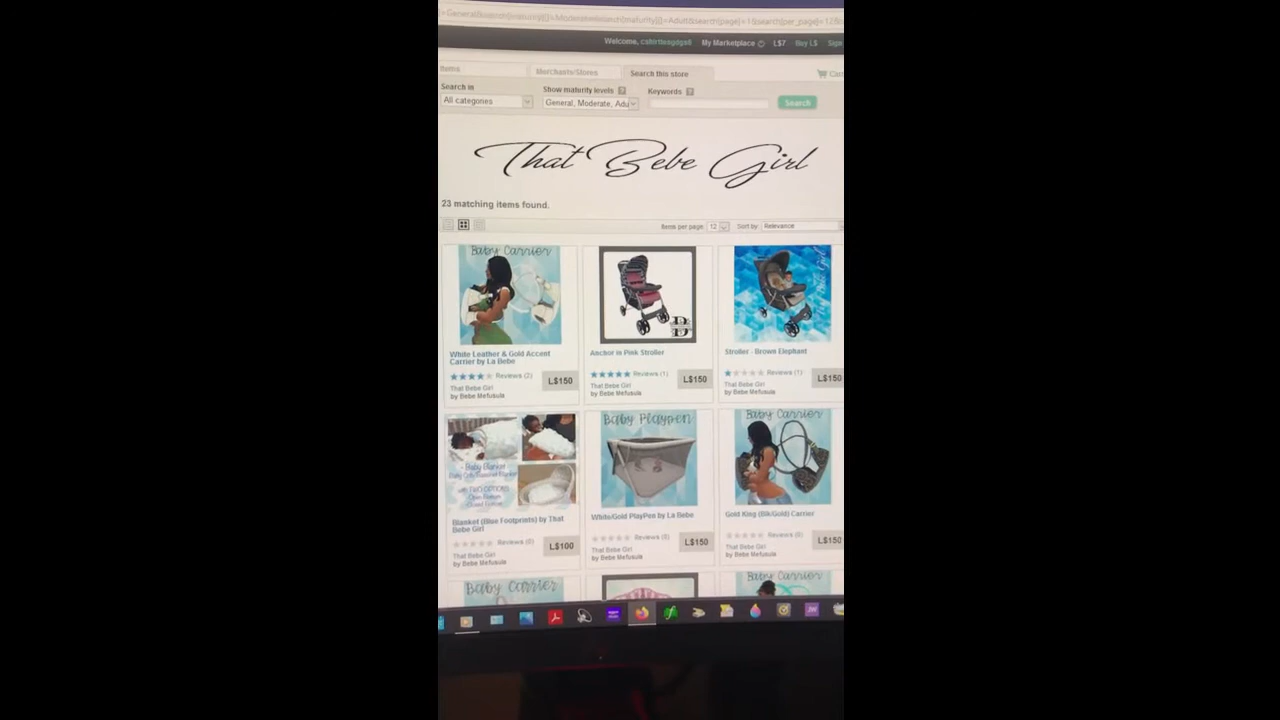 Welcome,
My Marketplace
L$7
Buy L$
Items
Merchants/Stores
Search this store
Search in
Show maturity levels
Keywords
All categories
General, Moderate, Adu
Search
That Bebe Girl
23 matching items found.
Items per page
12
Sort by:
Relevance
Baby Carrier
White Leather & Gold Accent
Carrier by La Bebe
Reviews (2)
L$150
That Bebe Girl
by Bebe Mefusula
Anchor in Pink Stroller
Reviews (1)
L$150
That Bebe Girl
by Bebe Mefusula
Stroller - Brown Elephant
Reviews (1)
L$150
That Bebe Girl
by Bebe Mefusula
Baby Blanket
Blanket (Blue Footprints) by That
Bebe Girl
Reviews (0)
L$100
That Bebe Girl
by Bebe Mefusula
Baby Playpen
White/Gold PlayPen by La Bebe
Reviews (0)
L$150
That Bebe Girl
by Bebe Mefusula
Baby Carrier
Gold King (Blk/Gold) Carrier
Reviews (0)
L$150
That Bebe Girl
by Bebe Mefusula
Baby Carrier
Baby Carrier